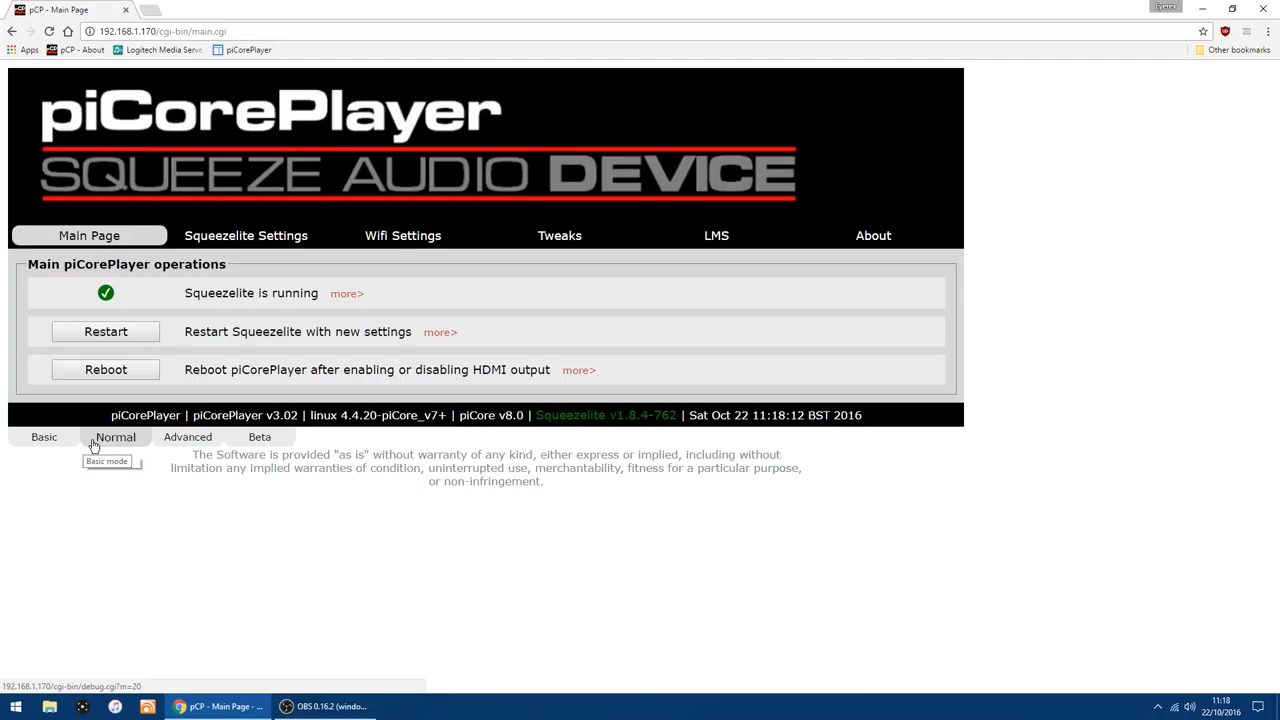 pCP - Main Page
Eyerex
192.168.1.170/cgi-bin/main.cgi
Apps
pCP - About
Logitech Media Serve
piCorePlayer
Other bookmarks
piCorePlayer
SQUEEZE AUDIO DEVICE
Main Page
Squeezelite Settings
Wifi Settings
Tweaks
LMS
About
Main piCorePlayer operations
Squeezelite is running more>
Restart
Restart Squeezelite with new settings more>
Reboot
Reboot piCorePlayer after enabling or disabling HDMI output more>
piCorePlayer | piCorePlayer v3.02 | linux 4.4.20-piCore_v7+ | piCore v8.0 | Squeezelite v1.8.4-762 | Sat Oct 22 11:18:12 BST 2016
Basic
Normal
Advanced
Beta
Basic mode
The Software is provided "as is" without warranty of any kind, either express or implied, including without
limitation any implied warranties of condition, uninterrupted use, merchantability, fitness for a particular purpose,
or non-infringement.
192.168.1.170/cgi-bin/debug.cgi?m=20
pCP - Main Page - ...
OBS 0.16.2 (windo...
11:18
22/10/2016